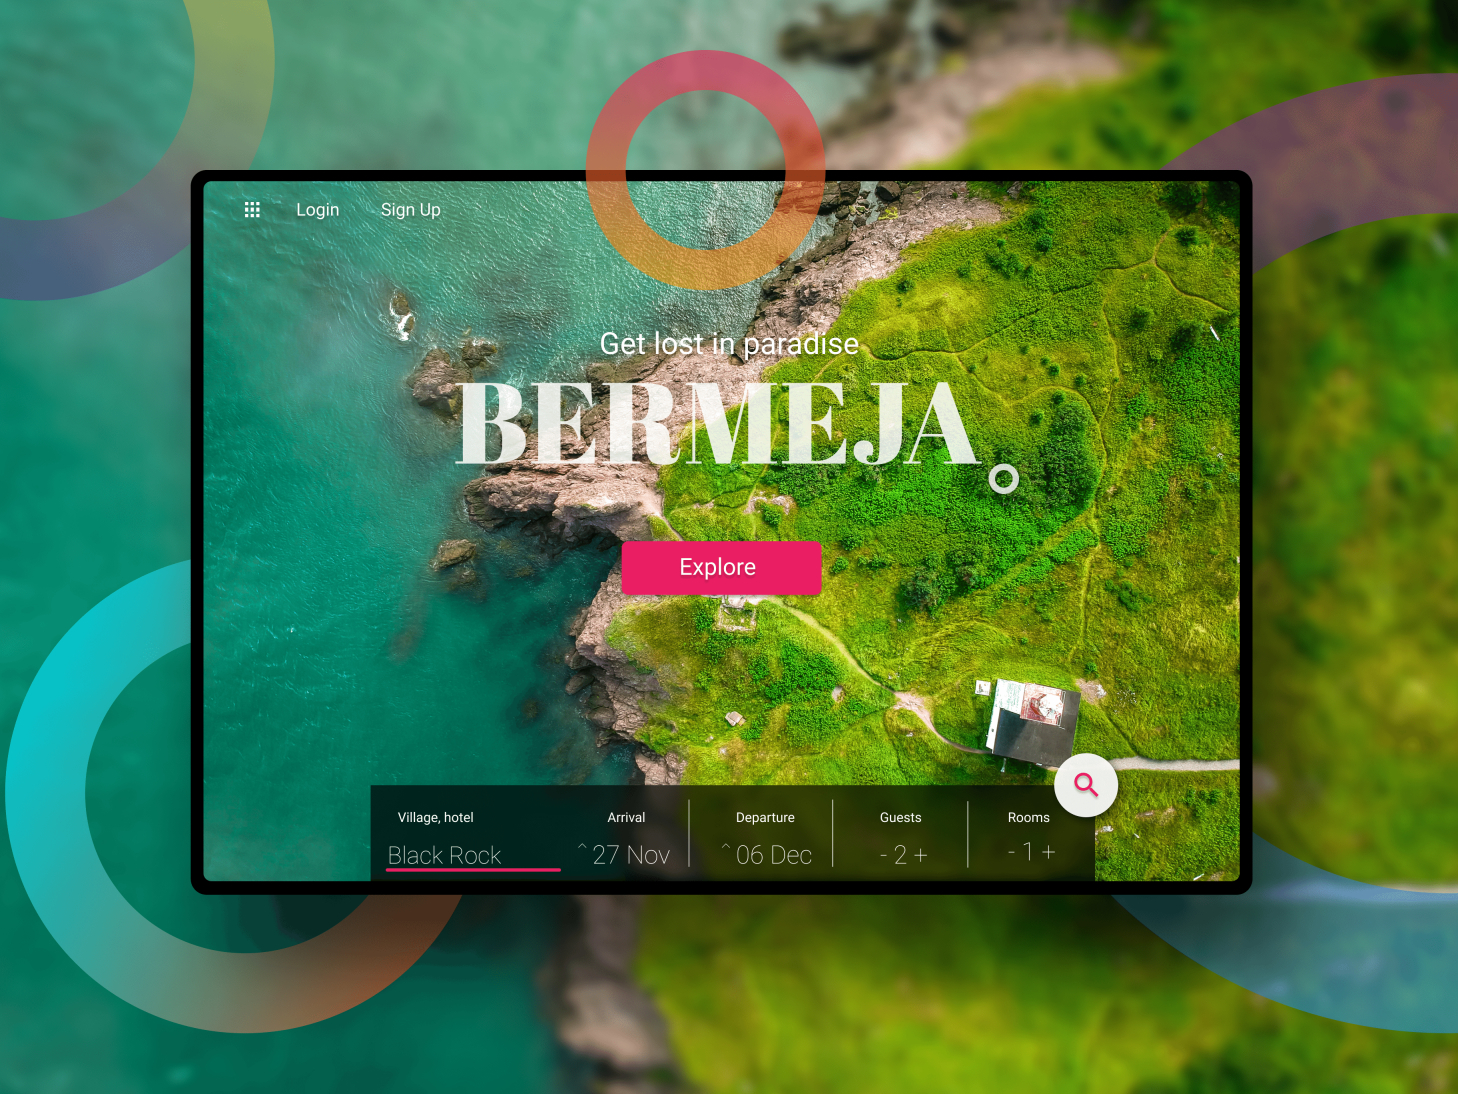 Login Sign Up
Get lost in paradise
BERMEJA
Explore
Village, hotel Arrival Departure Guests Rooms
Black Rock ^ 27 Nov ^ 06 Dec - 2 + - 1 +